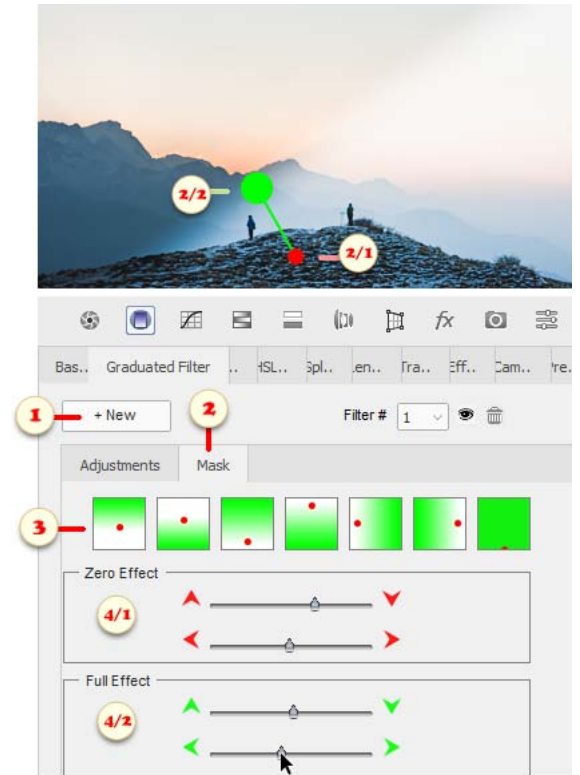 2/2
2/1
fx
Bas.. Graduated Filter .. HSL.. Spl.. Len.. Tra.. Eff.. Cam.. Pre.
1 + New 2 Filter # 1
Adjustments Mask
3
Zero Effect
4/1
Full Effect
4/2